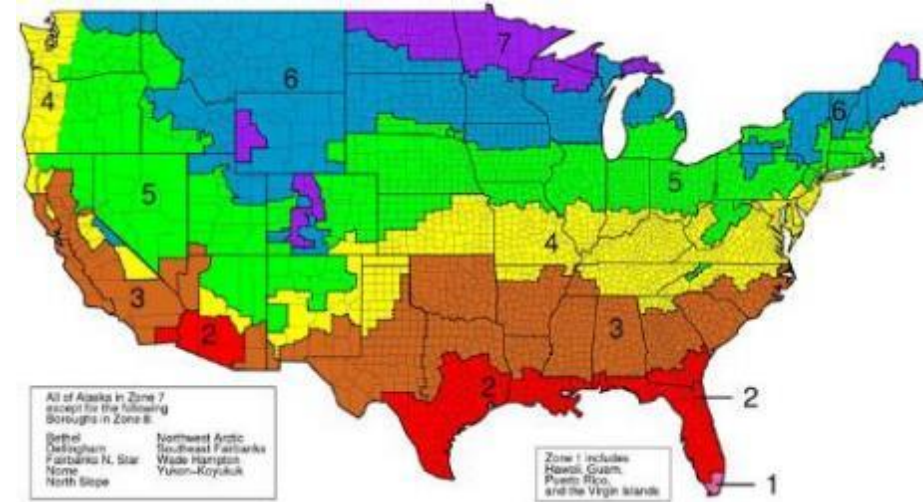 7
6
6
4
5
5
4
3
3
2
2
2
1
All of Alaska in Zone 7
except for the following
Boroughs in Zone 8:
Bethel Northwest Arctic
Dellingham Southeast Fairbanks
Fairbanks N. Star Wade Hampton
Nome Yukon-Koyukuk
North Slope
Zone 1 includes
Hawaii, Guam,
Puerto Rico,
and the Virgin Islands